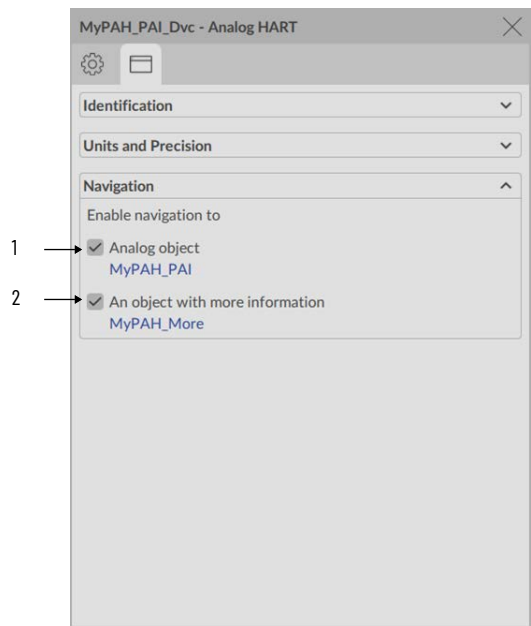 MyPAH_PAI_Dvc - Analog HART
Identification
Units and Precision
Navigation
Enable navigation to
1
Analog object
MyPAH_PAI
2
An object with more information
MyPAH_More